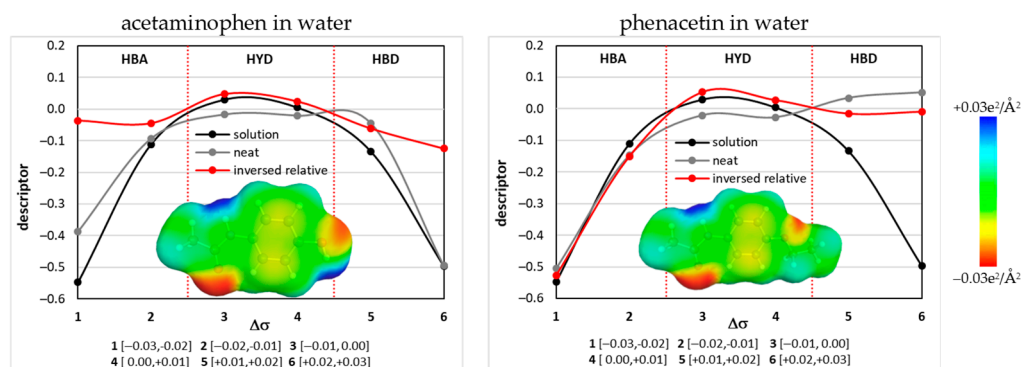 acetaminophen in water
phenacetin in water
HBA HYD HBD
0.2
0.1
0.0
−0.1
−0.2
−0.3
−0.4
−0.5
−0.6
descriptor
solution
neat
inversed relative
1 2 3 4 5 6
Δσ
1 [−0.03,-0.02] 2 [−0.02,-0.01] 3 [−0.01, 0.00]
4 [ 0.00,+0.01] 5 [+0.01,+0.02] 6 [+0.02,+0.03]
HBA HYD HBD
0.2
0.1
0.0
−0.1
−0.2
−0.3
−0.4
−0.5
−0.6
descriptor
solution
neat
inversed relative
1 2 3 4 5 6
Δσ
1 [−0.03,-0.02] 2 [−0.02,-0.01] 3 [−0.01, 0.00]
4 [ 0.00,+0.01] 5 [+0.01,+0.02] 6 [+0.02,+0.03]
+0.03e²/Å²
−0.03e²/Å²